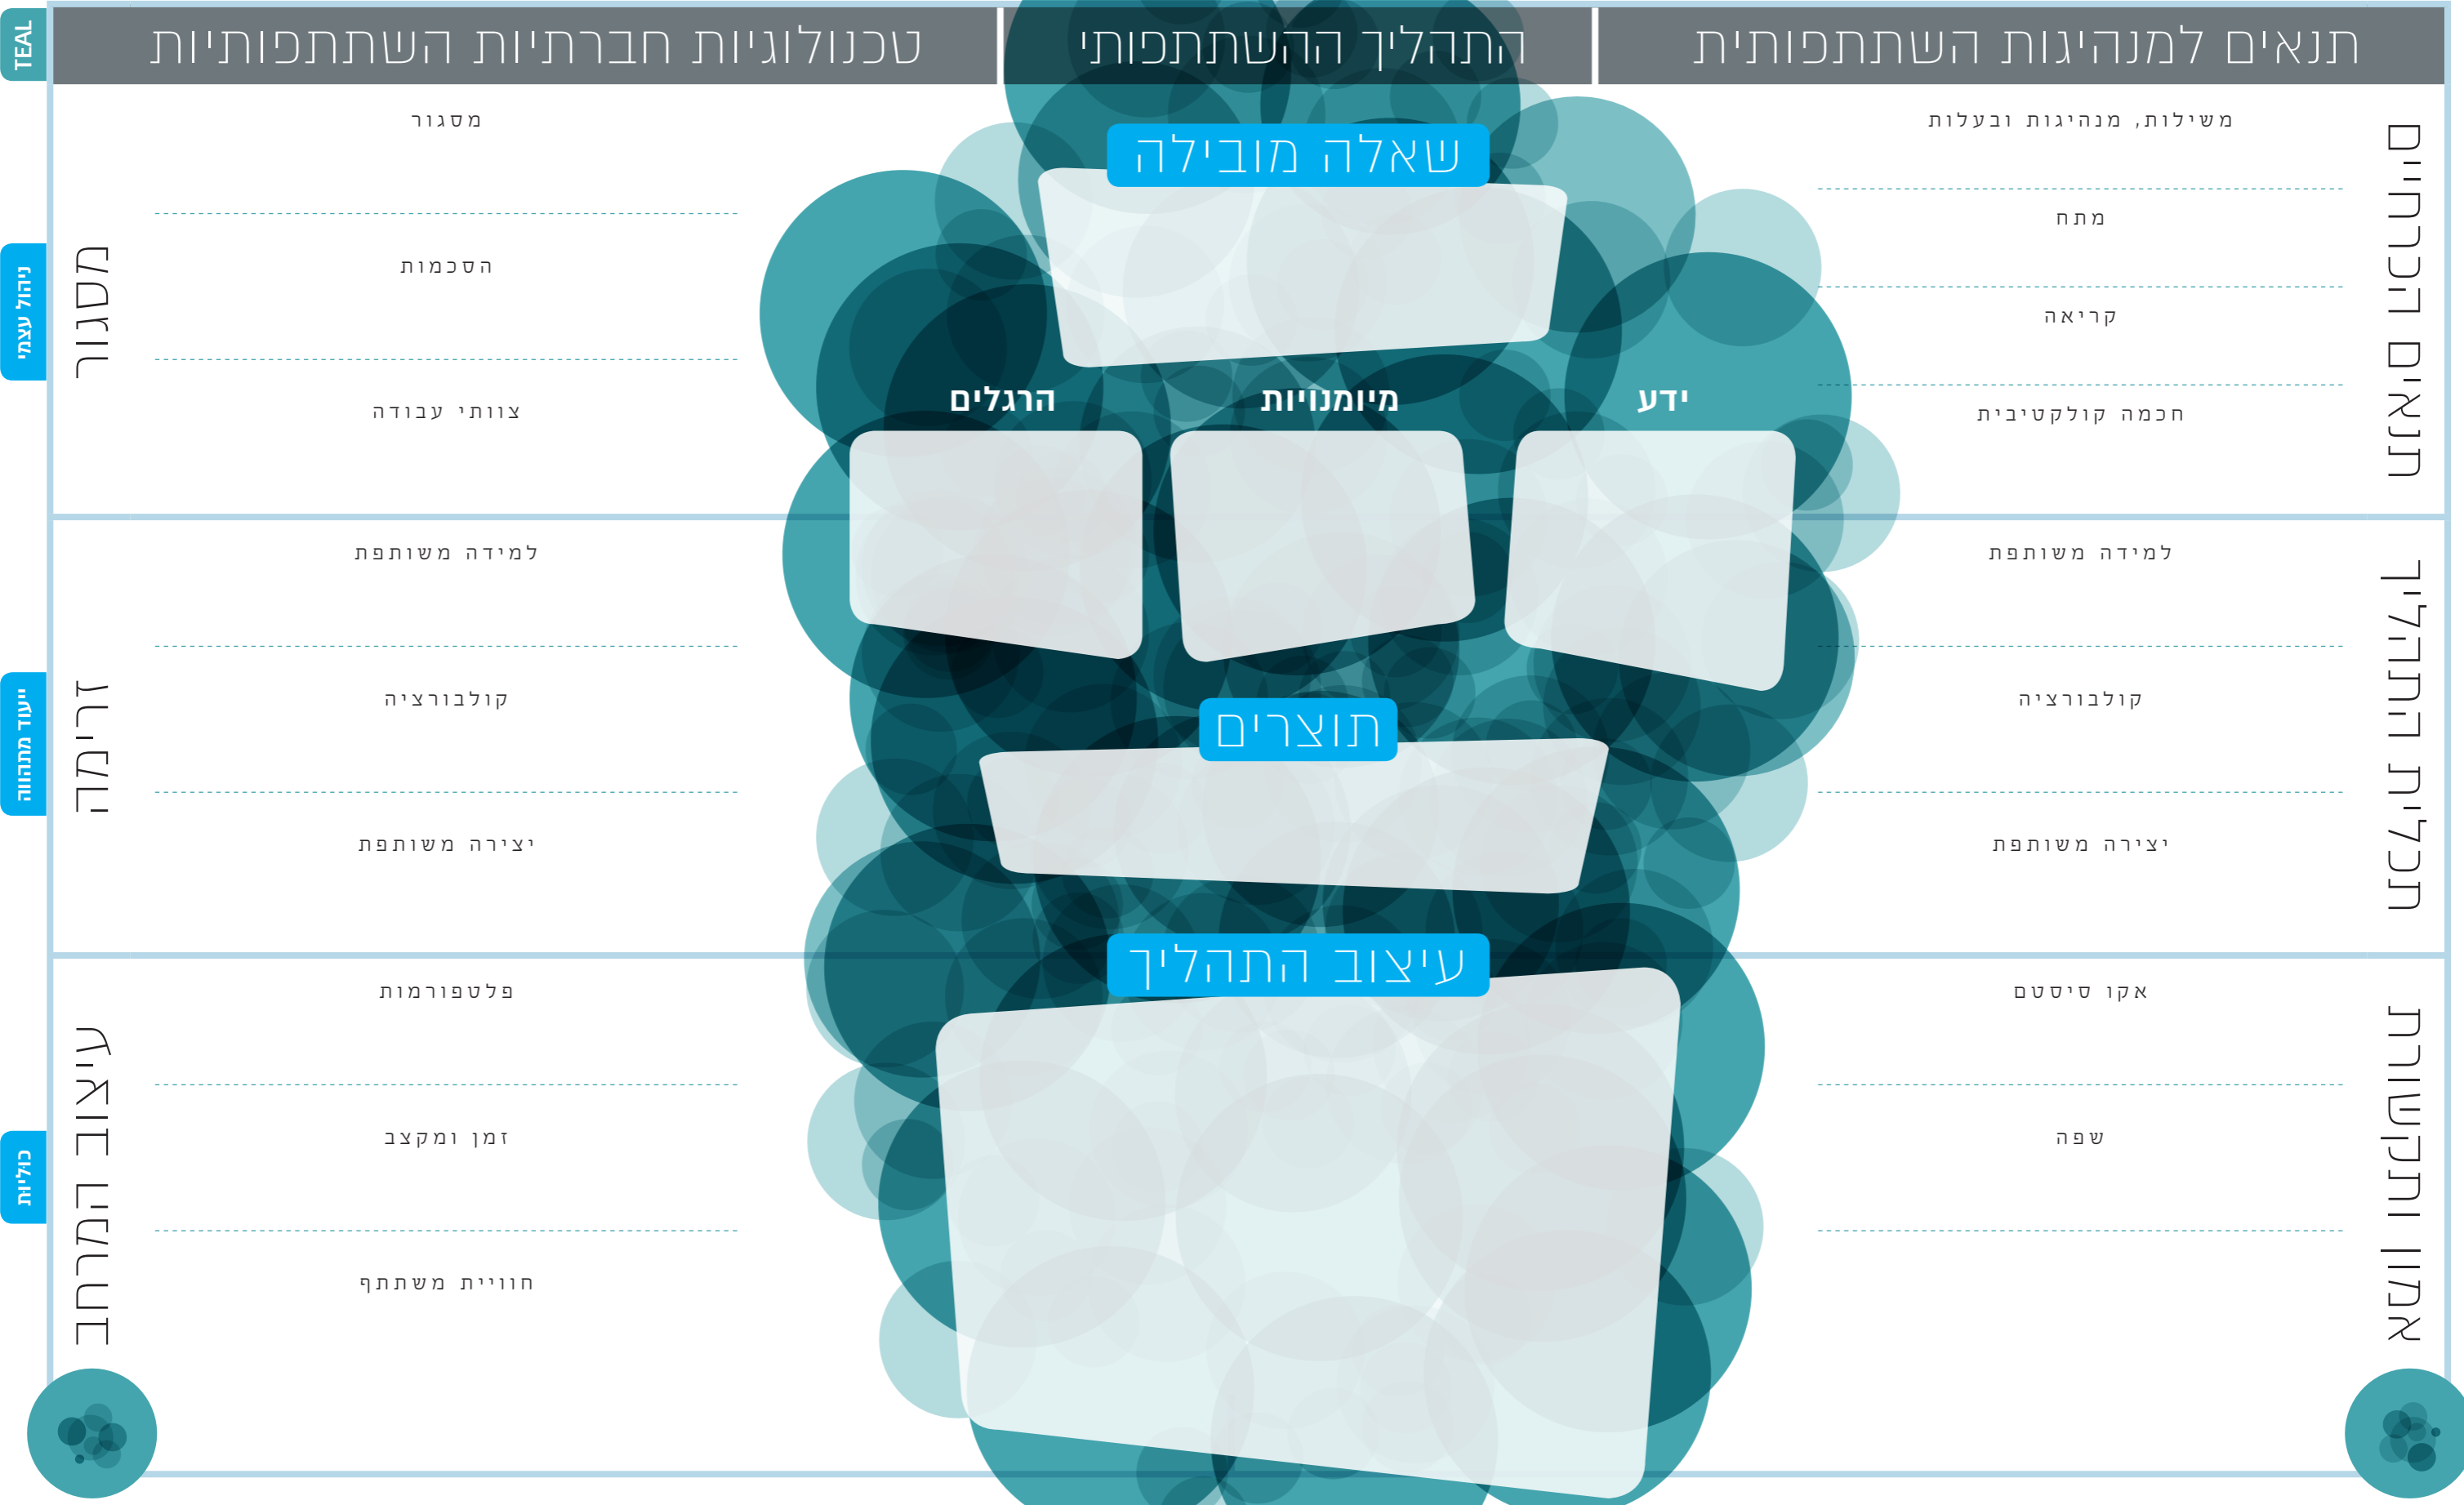 תנאים למנהיגות השתתפותית
התהליך ההשתתפותי
טכנולוגיות חברתיות השתתפותיות
TEAL
תנאים הכרחיים
משילות, מנהיגות ובעלות
מתח
קריאה
חכמה קולקטיבית
תכלית התהליך
למידה משותפת
קולבורציה
יצירה משותפת
אמון ותקשורת
אקו סיסטם
שפה
שאלה מובילה
ידע
מיומנויות
הרגלים
תוצרים
עיצוב התהליך
מסגור
הסכמות
צוותי עבודה
מסגור
ניהול עצמי
למידה משותפת
קולבורציה
יצירה משותפת
זרימה
ייעוד מתהווה
פלטפורמות
זמן ומקצב
חוויית משתתף
עיצוב המרחב
כוליות